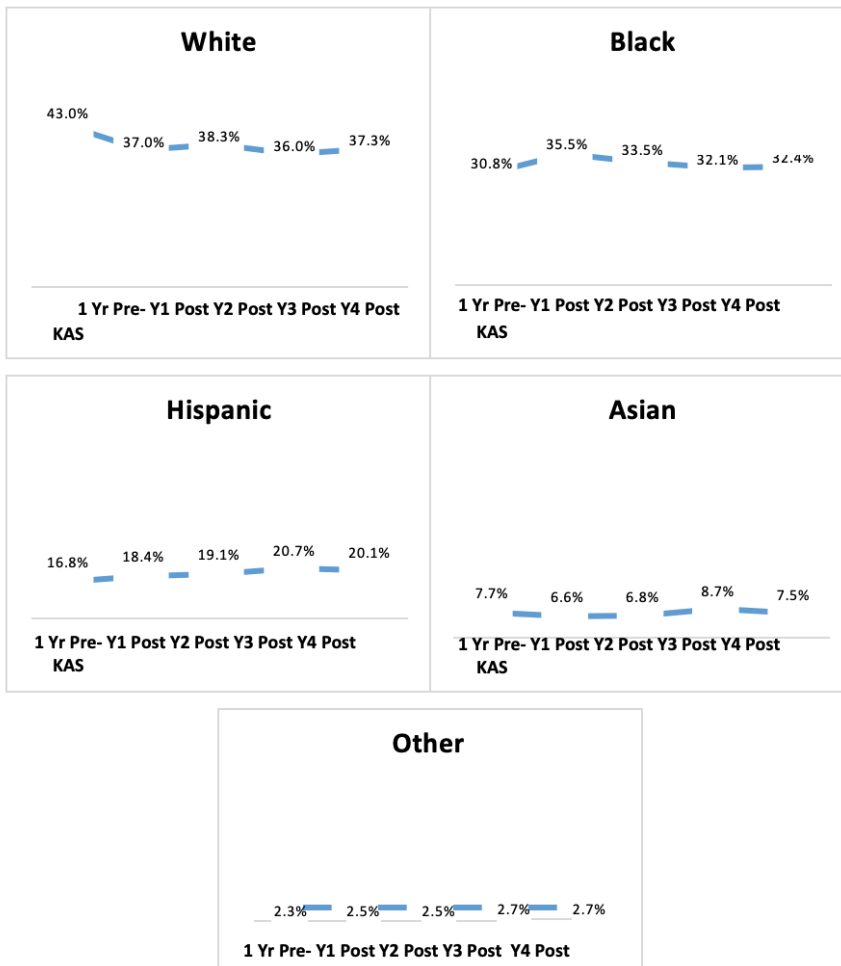 White
43.0%
37.0%
38.3%
36.0%
37.3%
1 Yr Pre- Y1 Post Y2 Post Y3 Post Y4 Post
KAS
Black
30.8%
35.5%
33.5%
32.1%
32.4%
1 Yr Pre- Y1 Post Y2 Post Y3 Post Y4 Post
KAS
Hispanic
16.8%
18.4%
19.1%
20.7%
20.1%
1 Yr Pre- Y1 Post Y2 Post Y3 Post Y4 Post
KAS
Asian
7.7%
6.6%
6.8%
8.7%
7.5%
1 Yr Pre- Y1 Post Y2 Post Y3 Post Y4 Post
KAS
Other
2.3%
2.5%
2.5%
2.7%
2.7%
1 Yr Pre- Y1 Post Y2 Post Y3 Post Y4 Post